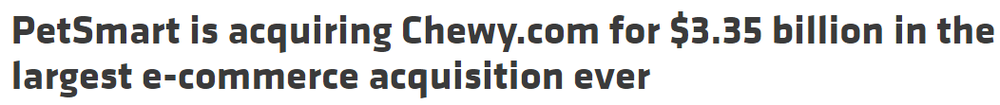 PetSmart is acquiring Chewy.com for $3.35 billion in the
largest e-commerce acquisition ever